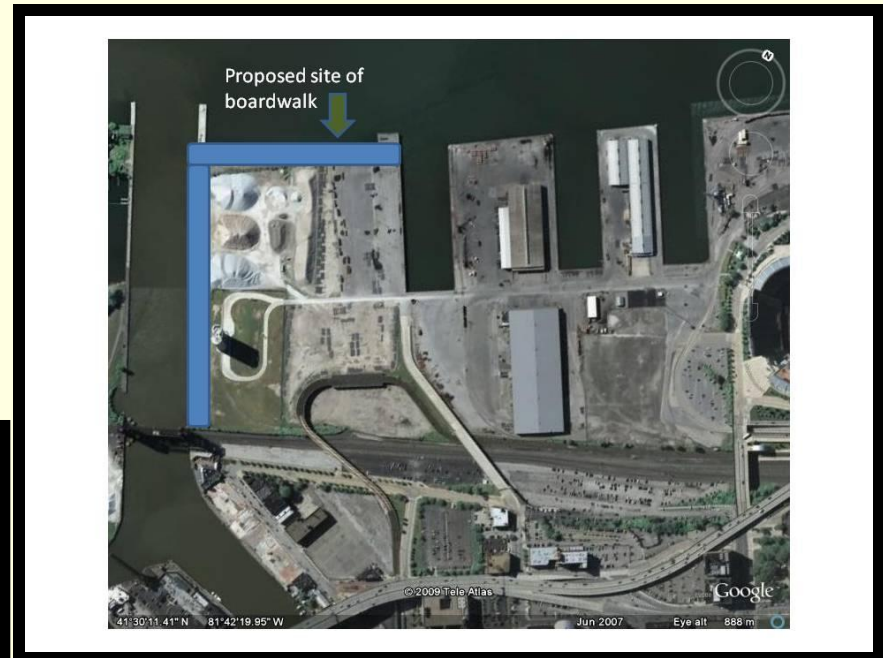 Proposed site of
boardwalk
N
© 2009 Tele Atlas
Google
41°30'11.41" N 81°42'19.95" W Jun 2007 Eye alt 888 m